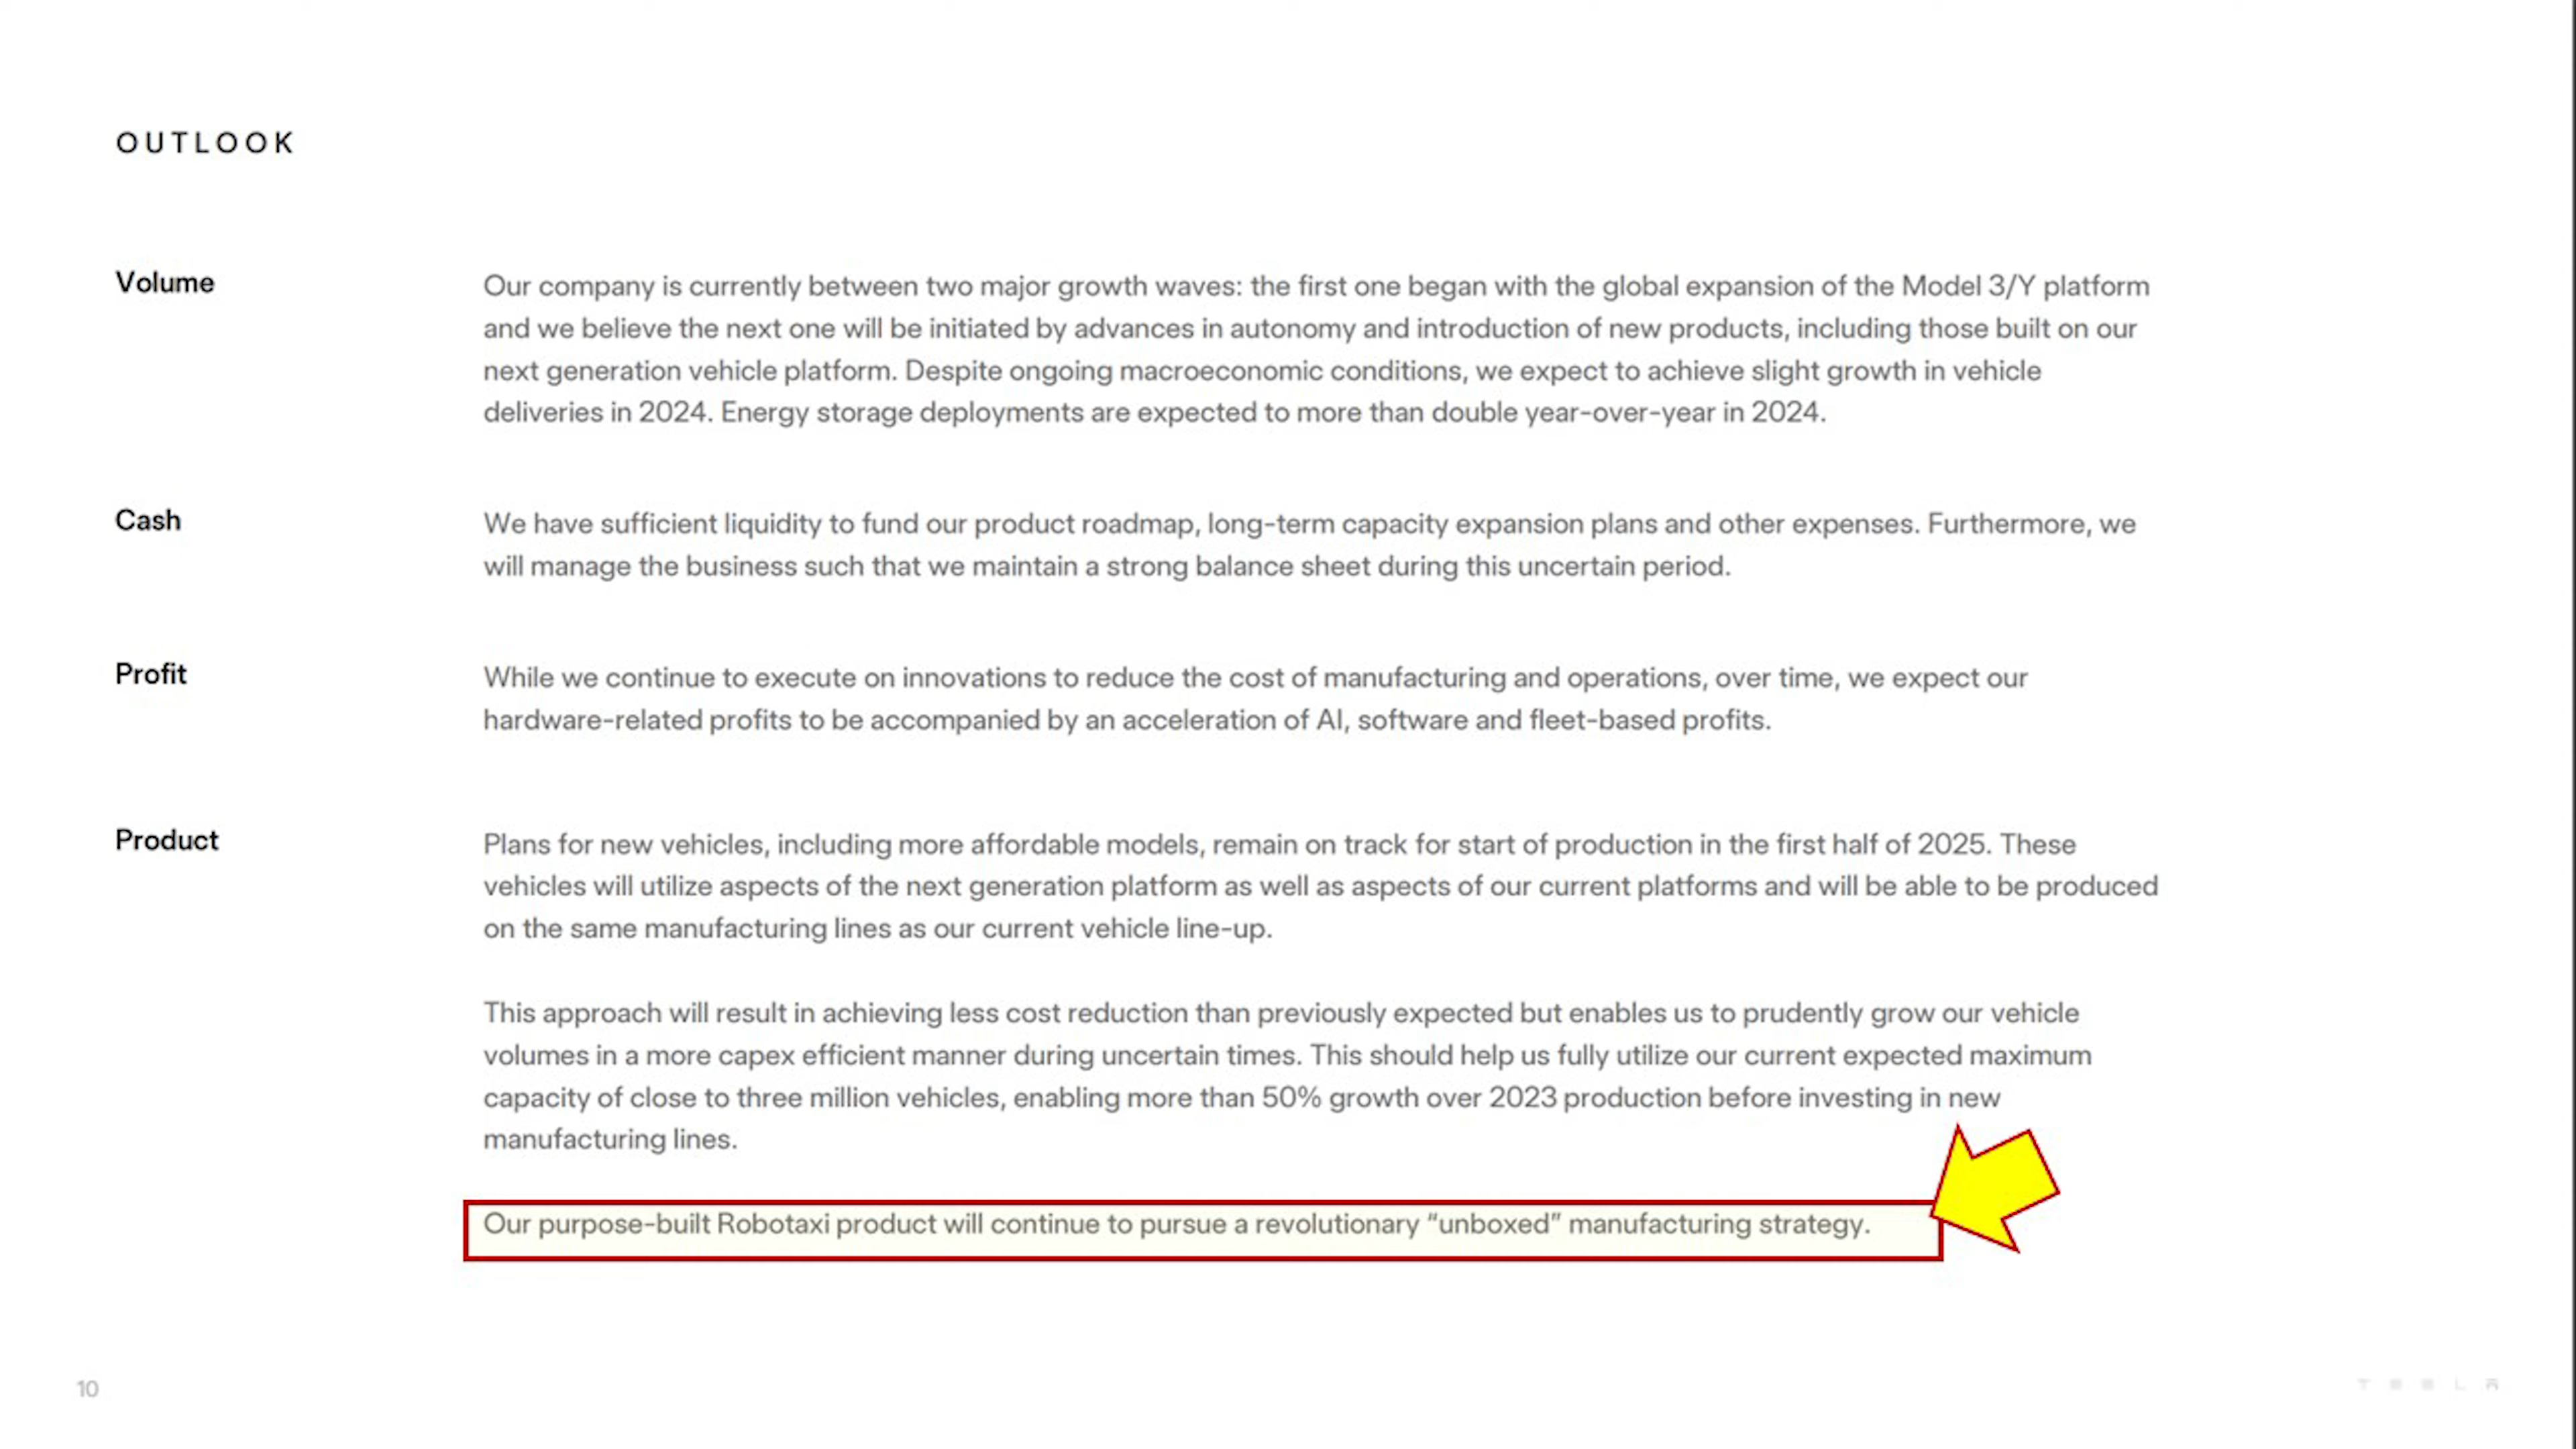 OUTLOOK
Volume
Our company is currently between two major growth waves: the first one began with the global expansion of the Model 3/Y platform
and we believe the next one will be initiated by advances in autonomy and introduction of new products, including those built on our
next generation vehicle platform. Despite ongoing macroeconomic conditions, we expect to achieve slight growth in vehicle
deliveries in 2024. Energy storage deployments are expected to more than double year-over-year in 2024.
Cash
We have sufficient liquidity to fund our product roadmap, long-term capacity expansion plans and other expenses. Furthermore, we
will manage the business such that we maintain a strong balance sheet during this uncertain period.
Profit
While we continue to execute on innovations to reduce the cost of manufacturing and operations, over time, we expect our
hardware-related profits to be accompanied by an acceleration of AI, software and fleet-based profits.
Product
Plans for new vehicles, including more affordable models, remain on track for start of production in the first half of 2025. These
vehicles will utilize aspects of the next generation platform as well as aspects of our current platforms and will be able to be produced
on the same manufacturing lines as our current vehicle line-up.
This approach will result in achieving less cost reduction than previously expected but enables us to prudently grow our vehicle
volumes in a more capex efficient manner during uncertain times. This should help us fully utilize our current expected maximum
capacity of close to three million vehicles, enabling more than 50% growth over 2023 production before investing in new
manufacturing lines.
Our purpose-built Robotaxi product will continue to pursue a revolutionary “unboxed” manufacturing strategy.
10
TESLA